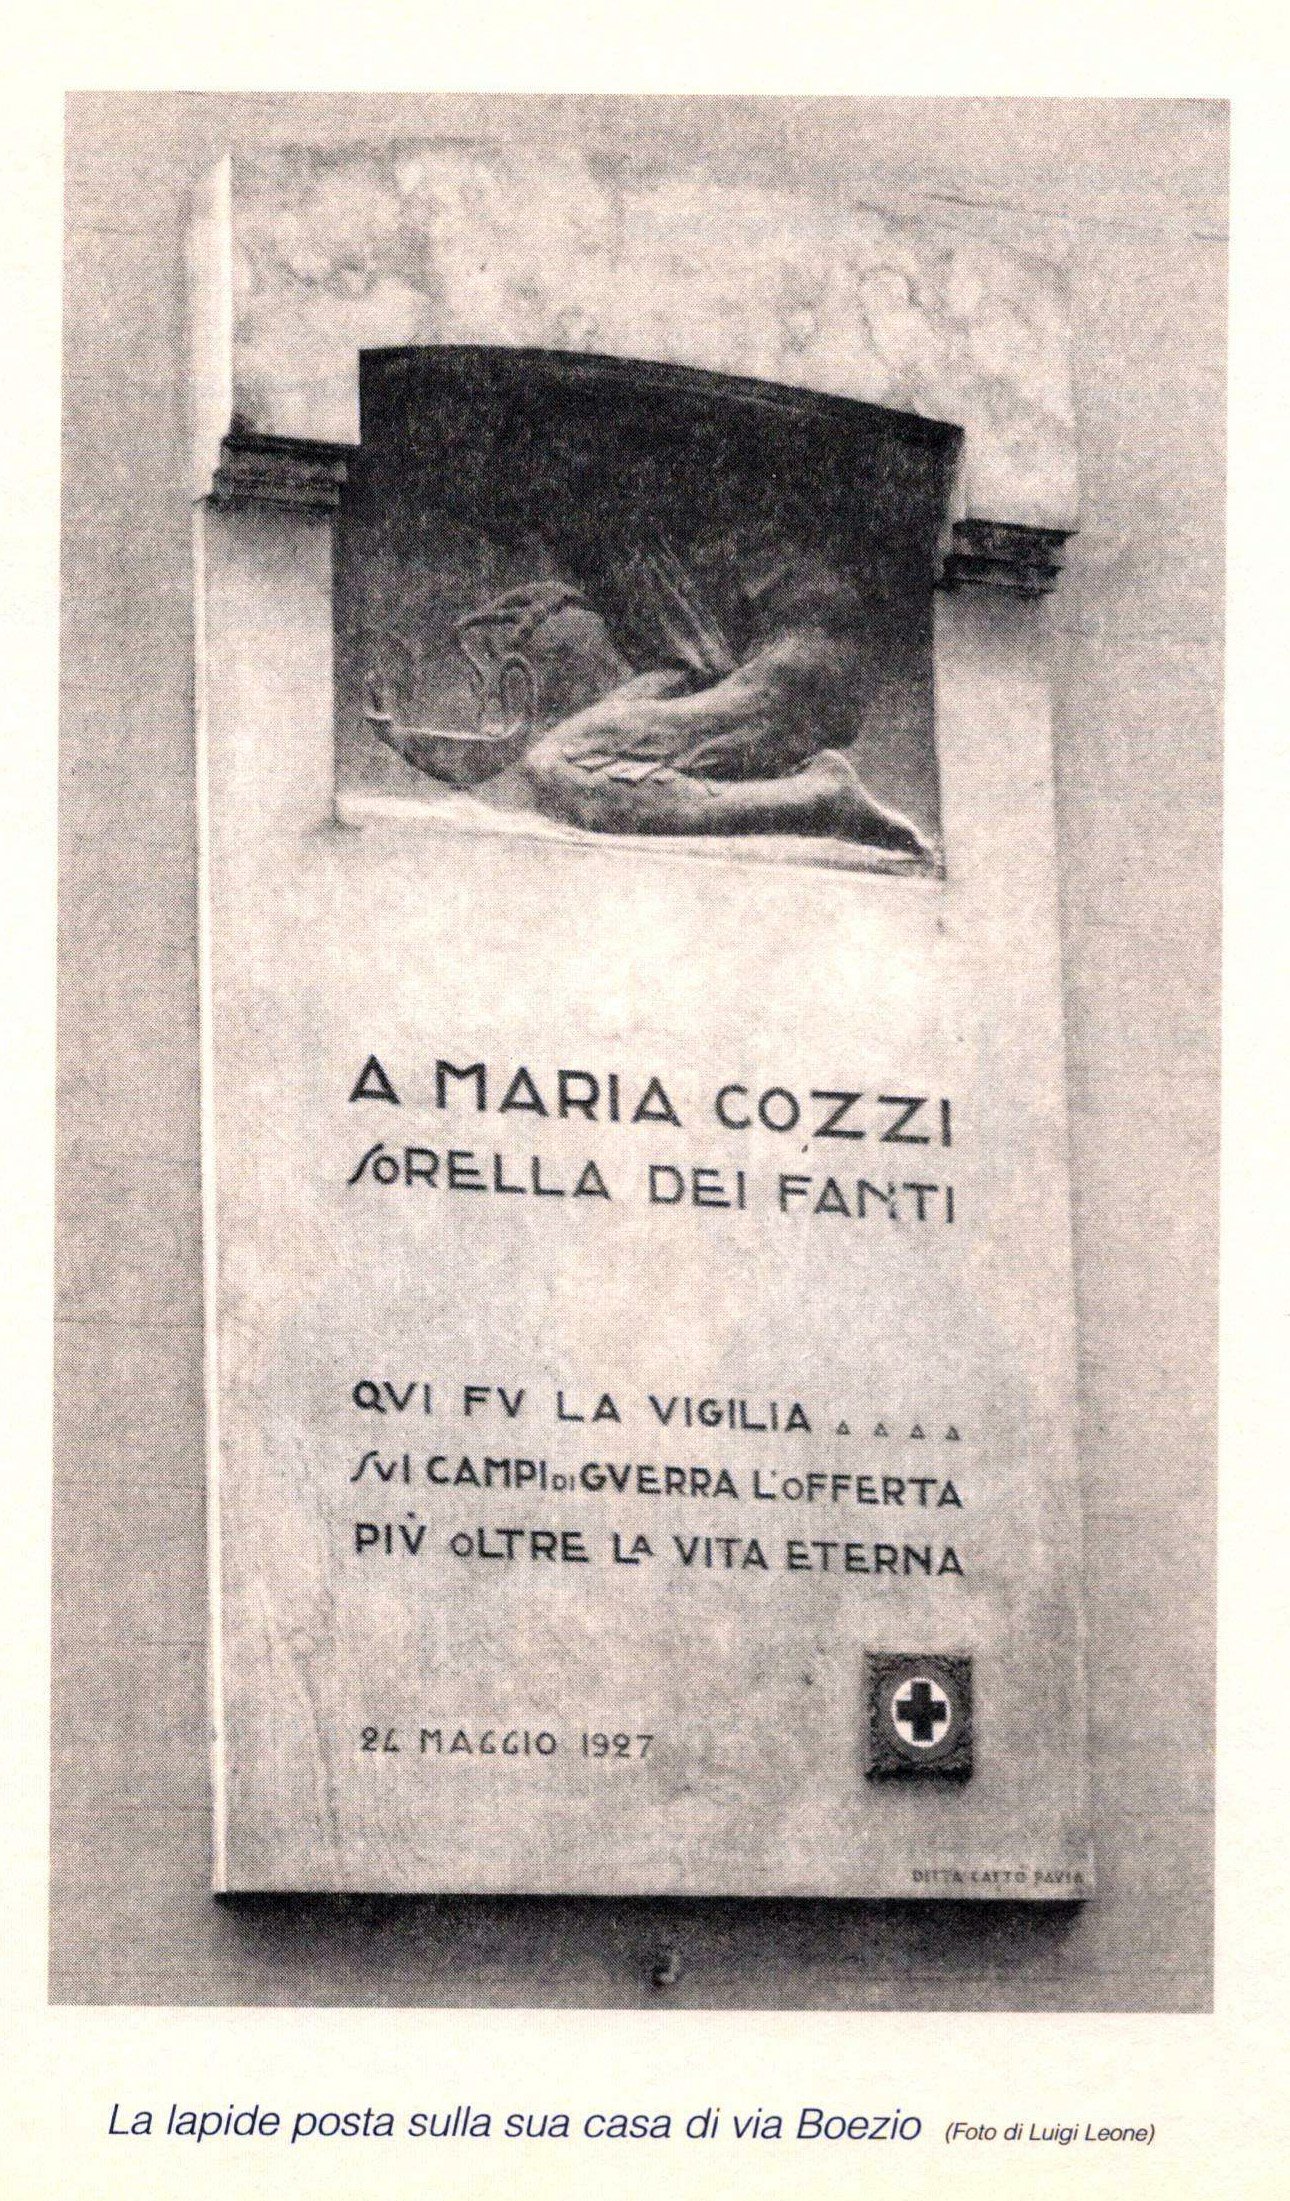 A MARIA COZZI
SORELLA DEI FANTI
QVI FV LA VIGILIA ▵ ▵ ▵ ▵
SVI CAMPI DI GVERRA L'OFFERTA
PIV̀ OLTRE LA VITA ETERNA
24 MAGGIO 1927
DITTA CATTO PAVIA
La lapide posta sulla sua casa di via Boezio (Foto di Luigi Leone)